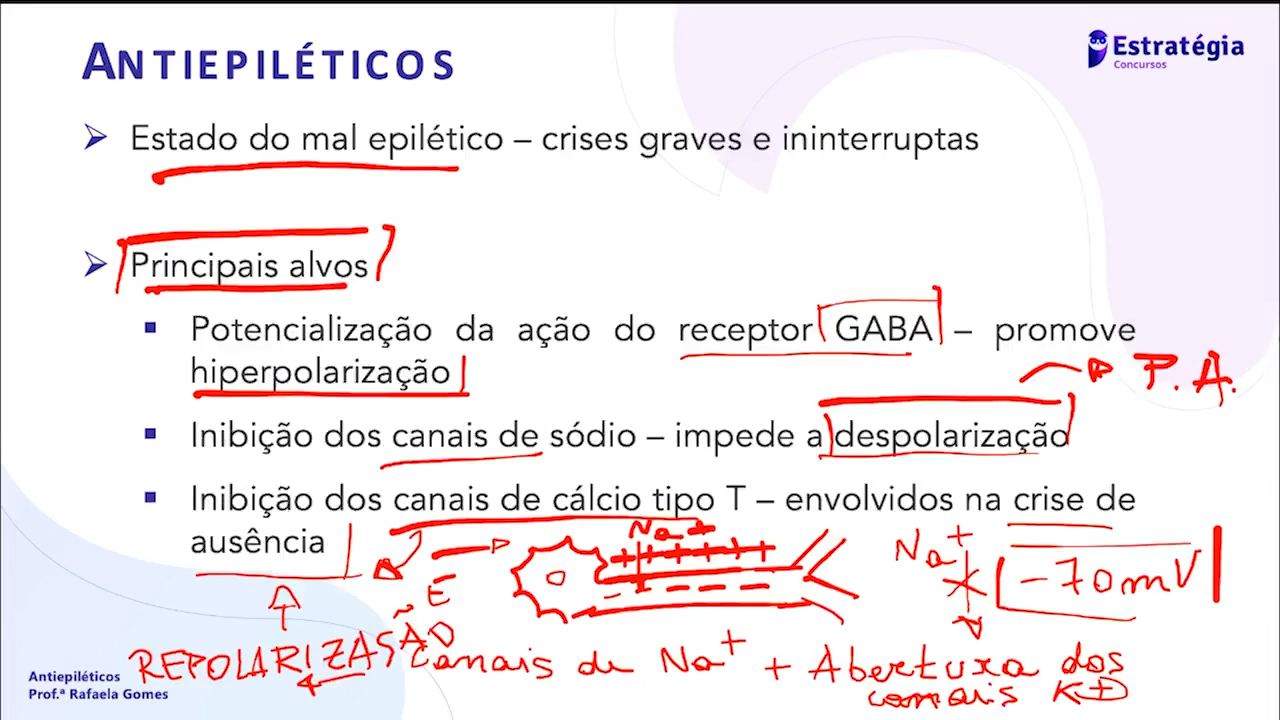 ANTIEPILÉTICOS
Estratégia
Concursos
Estado do mal epilético – crises graves e ininterruptas
Principais alvos
Potencialização da ação do receptor GABA – promove
hiperpolarização
P.A.
Inibição dos canais de sódio – impede a despolarização
Inibição dos canais de cálcio tipo T – envolvidos na crise de
ausência
Na+
Na+
-70mV
E
REPOLARIZASÃO
canais de Na+ + Abertura dos
canais K+
Antiepiléticos
Prof.ª Rafaela Gomes